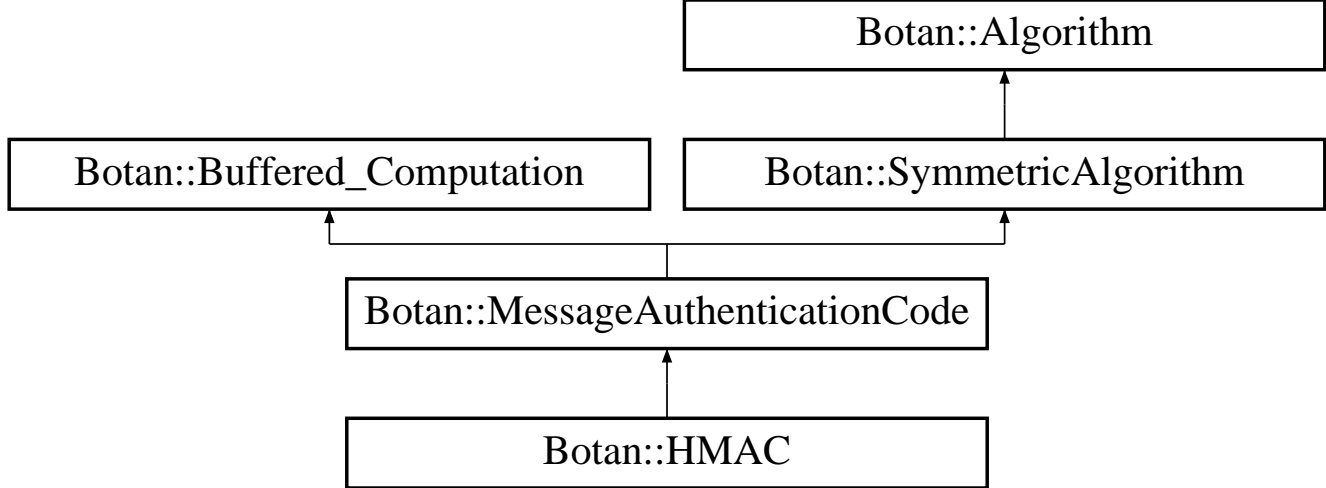 Botan::Algorithm
Botan::Buffered_Computation
Botan::SymmetricAlgorithm
Botan::MessageAuthenticationCode
Botan::HMAC